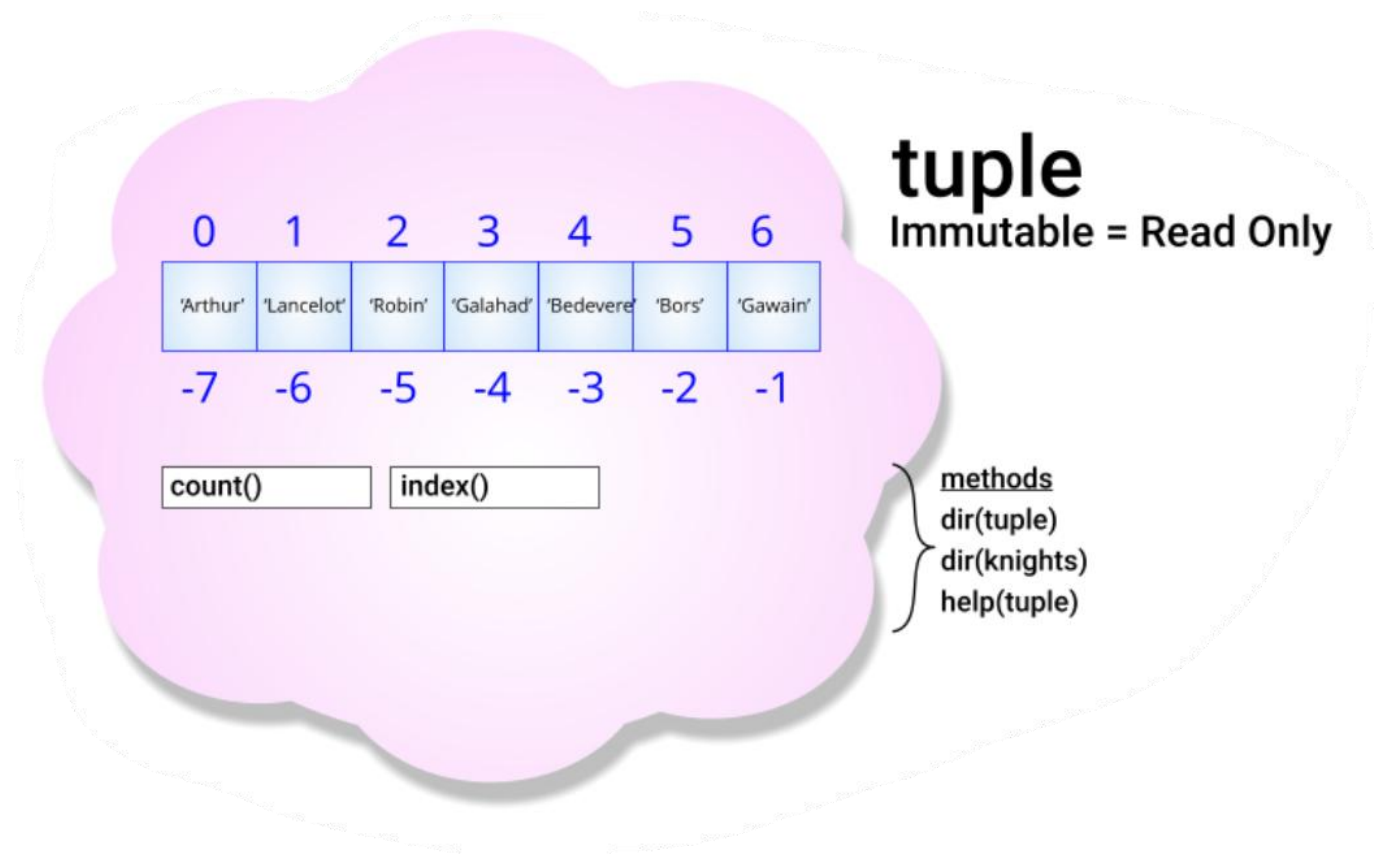 tuple
Immutable = Read Only
0 1 2 3 4 5 6
‘Arthur’ ‘Lancelot’ ‘Robin’ ‘Galahad’ ‘Bedevere’ ‘Bors’ ‘Gawain’
-7 -6 -5 -4 -3 -2 -1
count() index()
methods
dir(tuple)
dir(knights)
help(tuple)